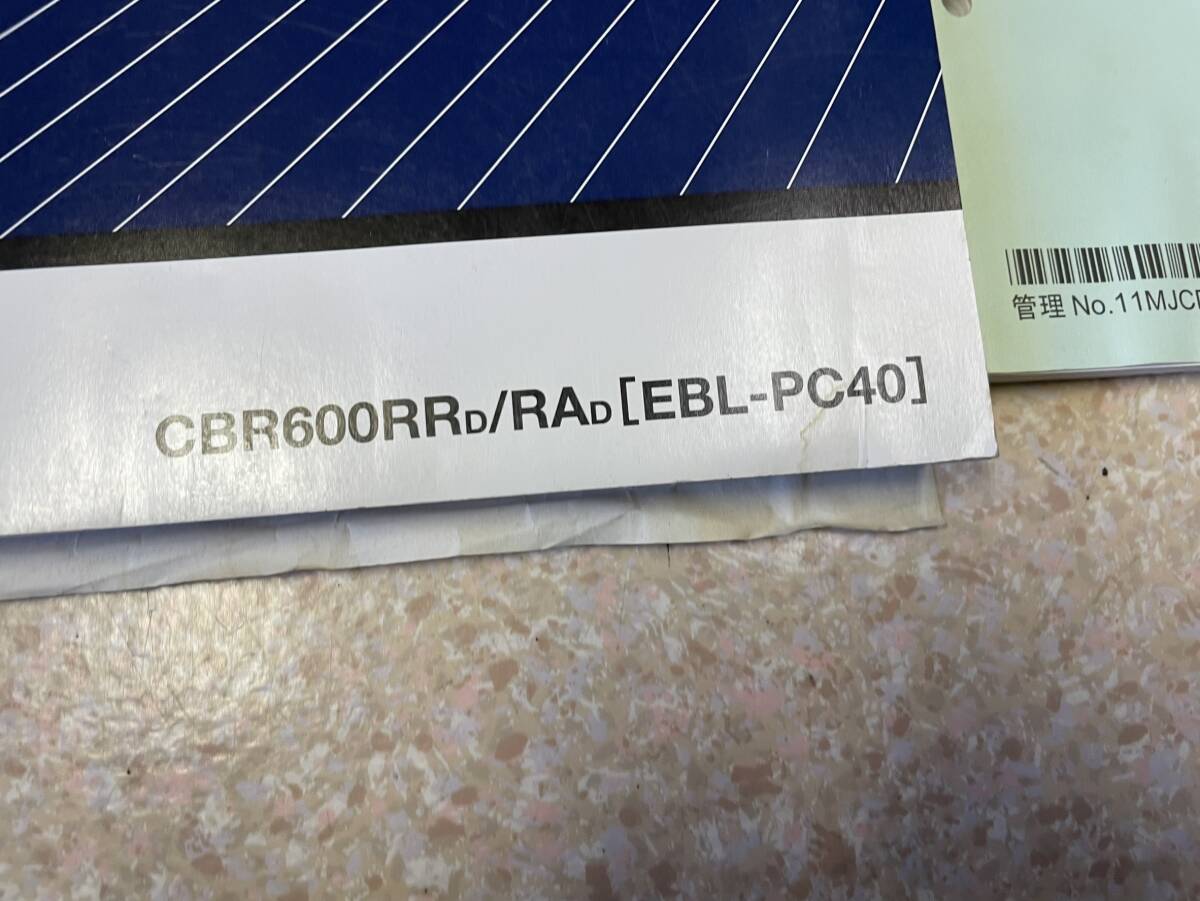 CBR600RRD/RAD[EBL-PC40]
管理 No.11MJC